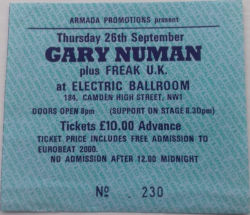 ARMADA PROMOTIONS present
Thursday 26th September
GARY NUMAN
plus FREAK U.K.
at ELECTRIC BALLROOM
184, CAMDEN HIGH STREET, NW1
DOORS OPEN 8pm (SUPPORT ON STAGE 8.30pm)
Tickets £10.00 Advance
TICKET PRICE INCLUDES FREE ADMISSION TO
EUROBEAT 2000.
NO ADMISSION AFTER 12.00 MIDNIGHT
Nº 230